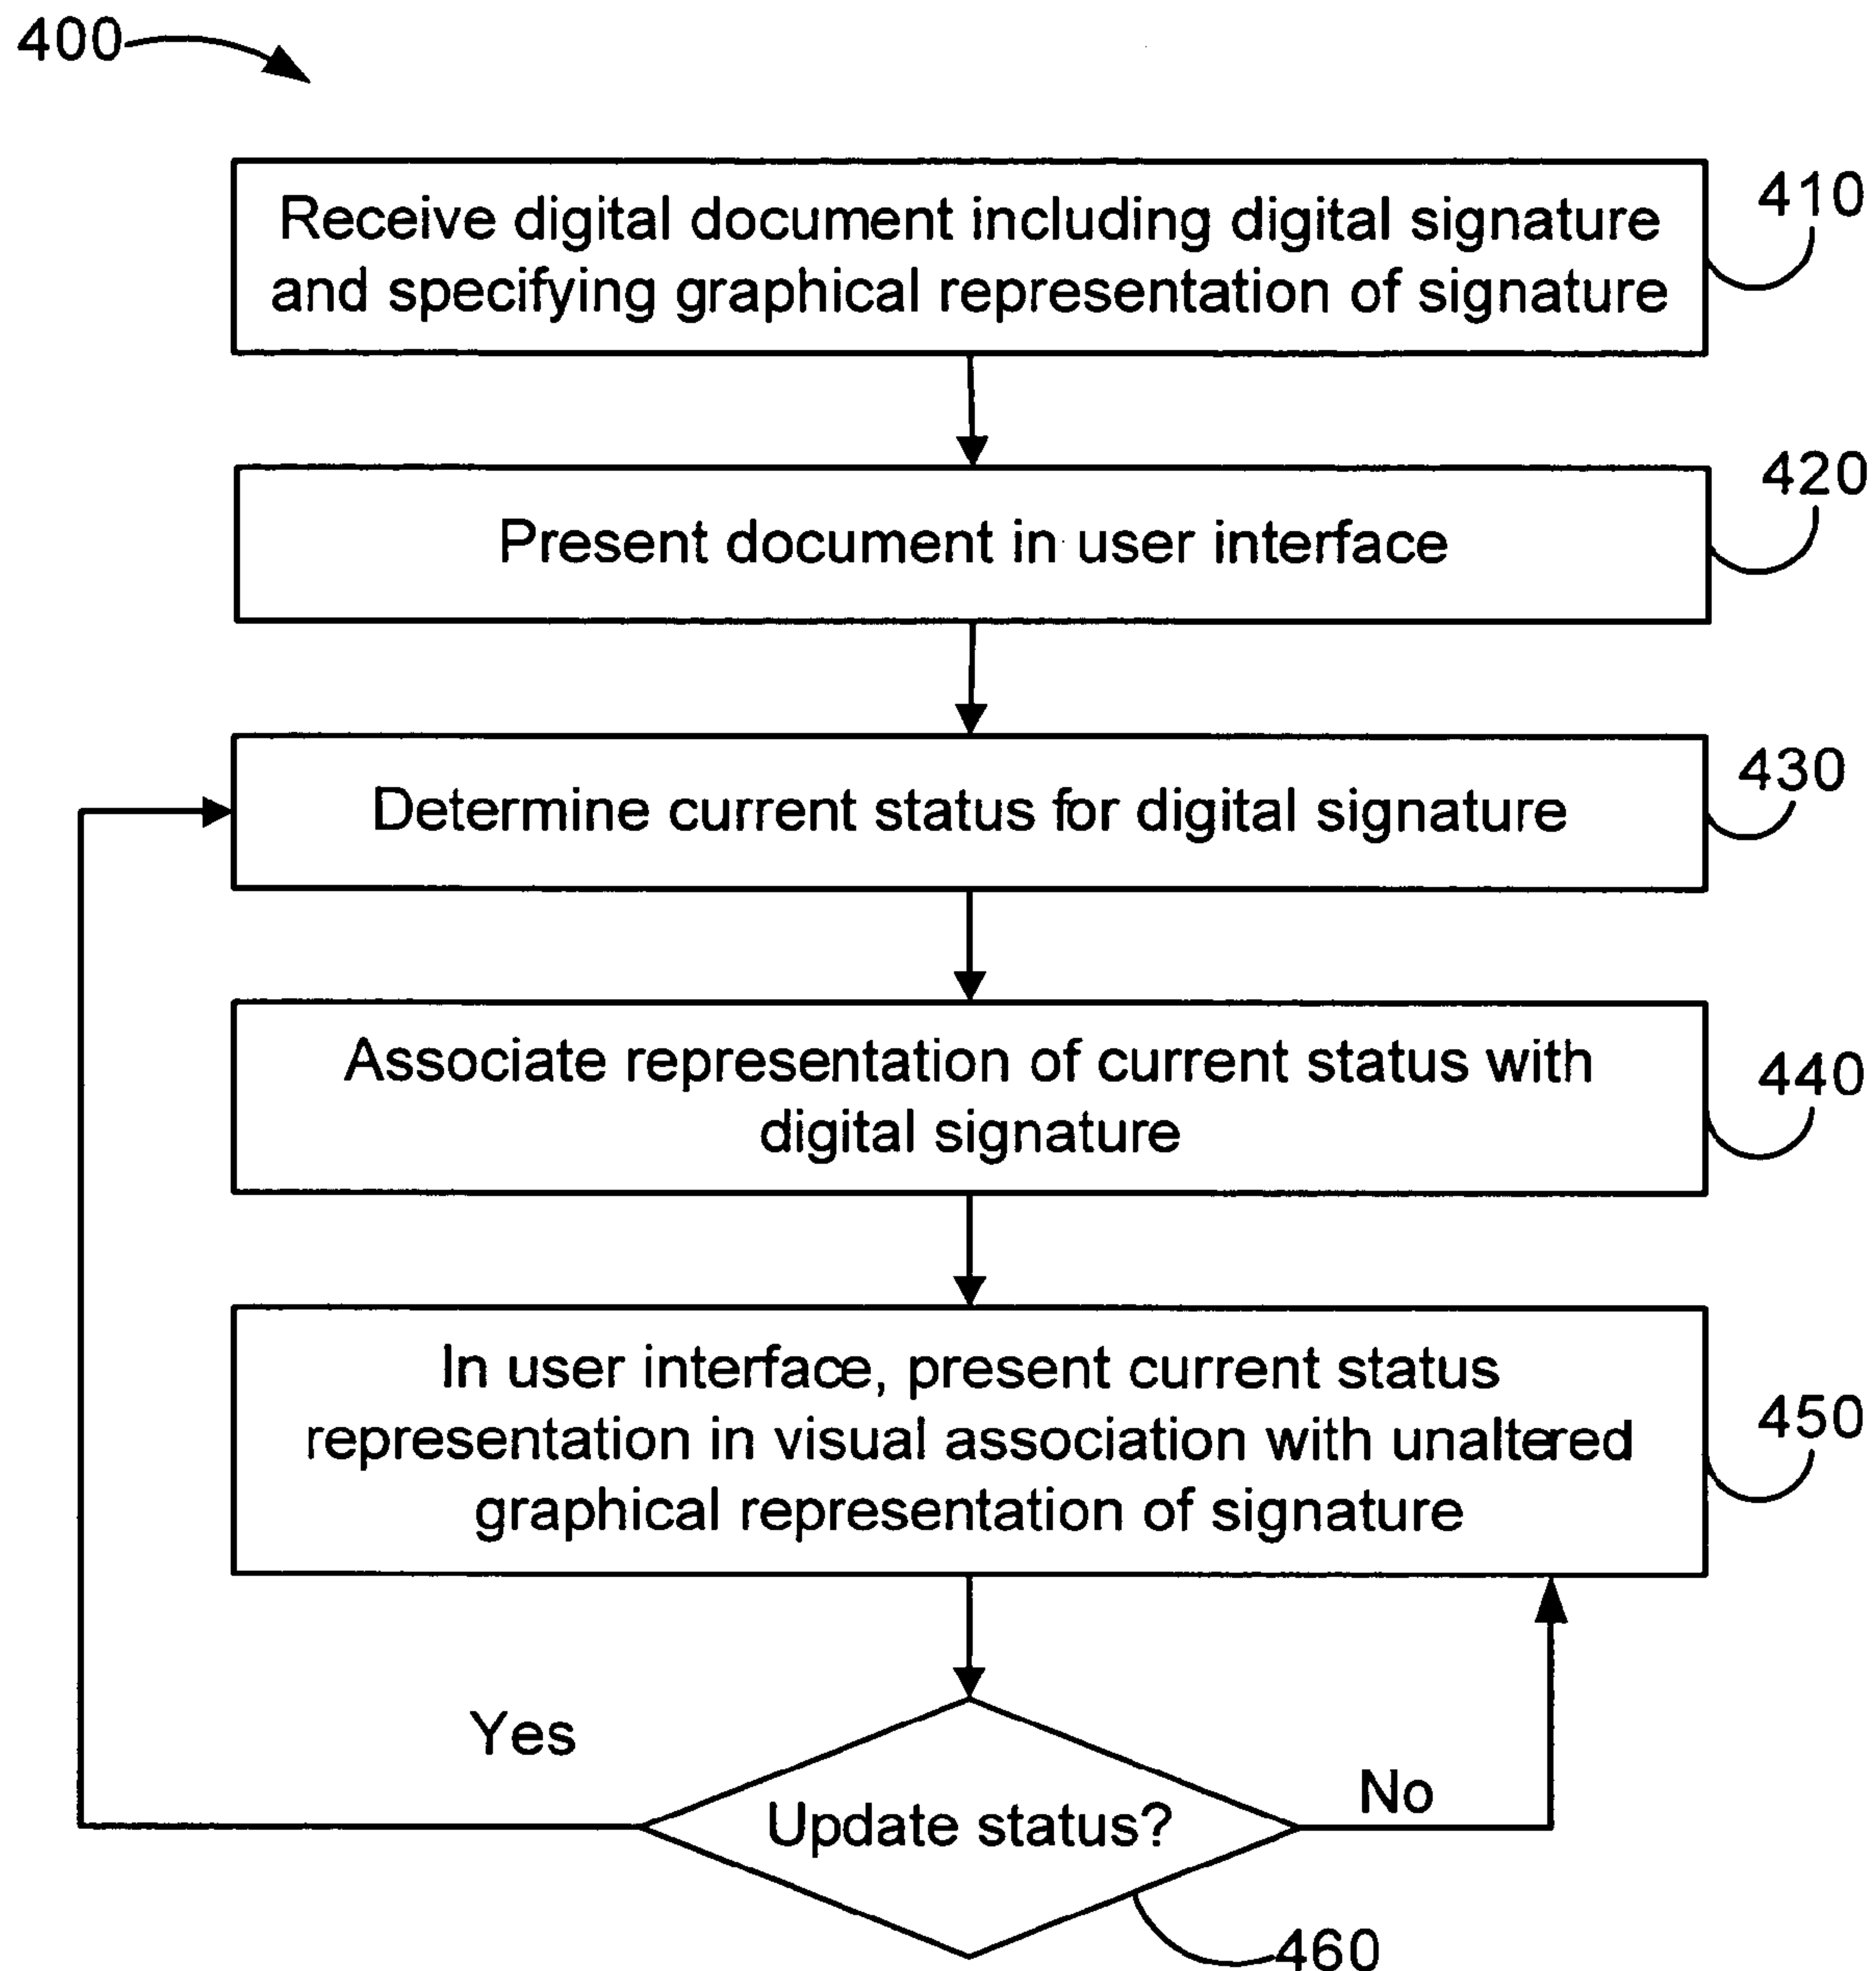 400
Receive digital document including digital signature
and specifying graphical representation of signature
410
Present document in user interface
420
Determine current status for digital signature
430
Associate representation of current status with
digital signature
440
In user interface, present current status
representation in visual association with unaltered
graphical representation of signature
450
Yes
No
Update status?
460